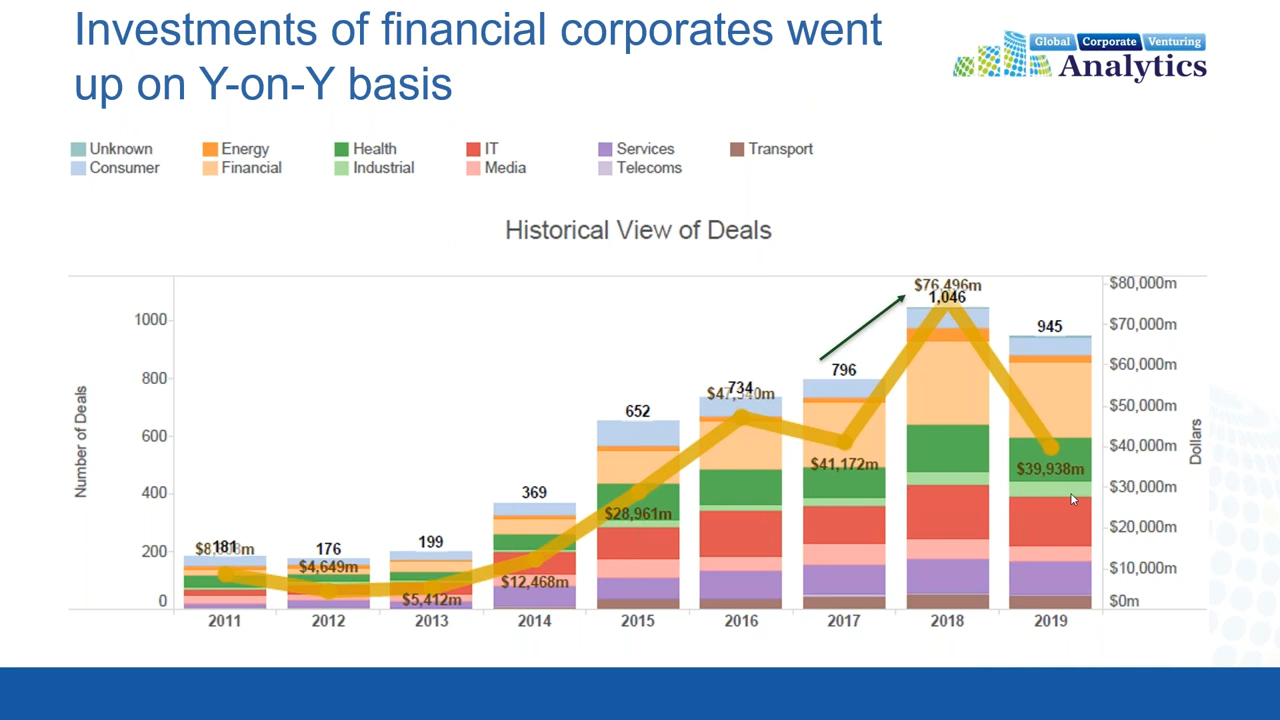 Investments of financial corporates went
up on Y-on-Y basis
Global Corporate Venturing
Analytics
Unknown Energy Health IT Services Transport
Consumer Financial Industrial Media Telecoms
Historical View of Deals
Number of Deals
1000
800
600
400
200
0
181
176
199
369
652
734
796
1,046
945
$4,649m
$5,412m
$12,468m
$28,961m
$41,172m
$76,496m
$39,938m
$80,000m
$70,000m
$60,000m
$50,000m
$40,000m
$30,000m
$20,000m
$10,000m
$0m
Dollars
2011 2012 2013 2014 2015 2016 2017 2018 2019